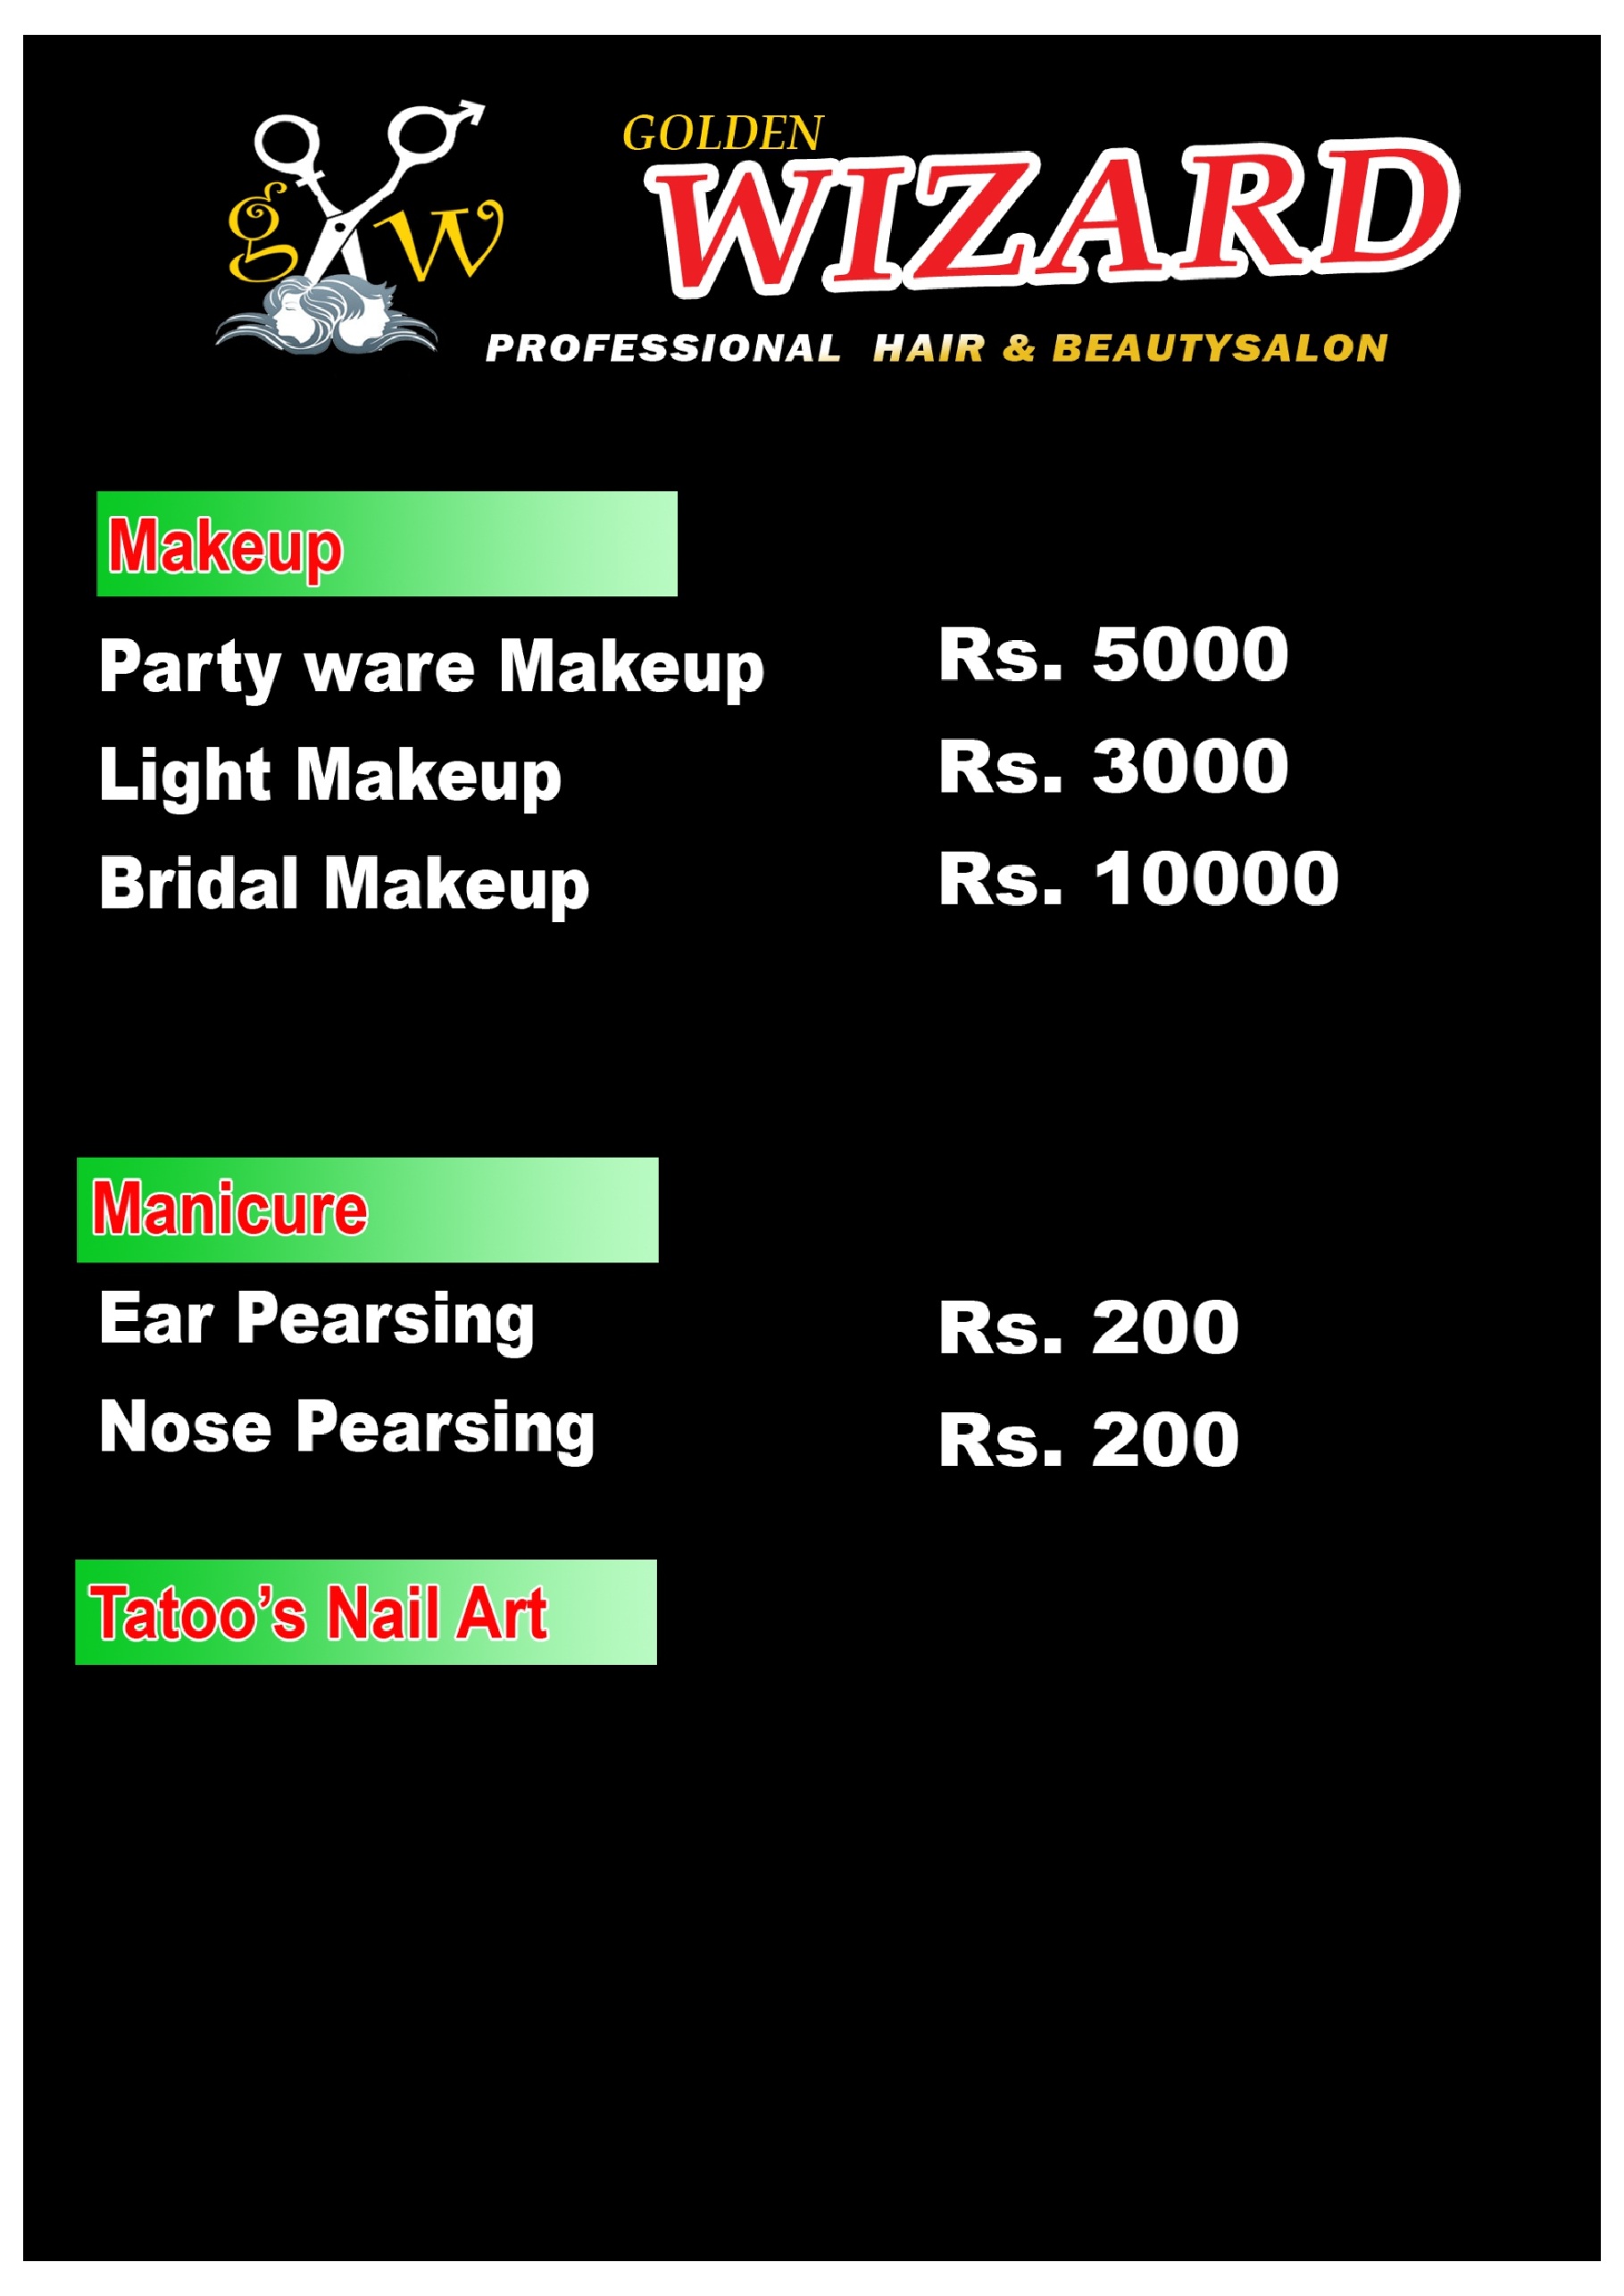 g w
GOLDEN
WIZARD
PROFESSIONAL HAIR & BEAUTYSALON
Makeup
Party ware Makeup Rs. 5000
Light Makeup Rs. 3000
Bridal Makeup Rs. 10000
Manicure
Ear Pearsing Rs. 200
Nose Pearsing Rs. 200
Tatoo’s Nail Art